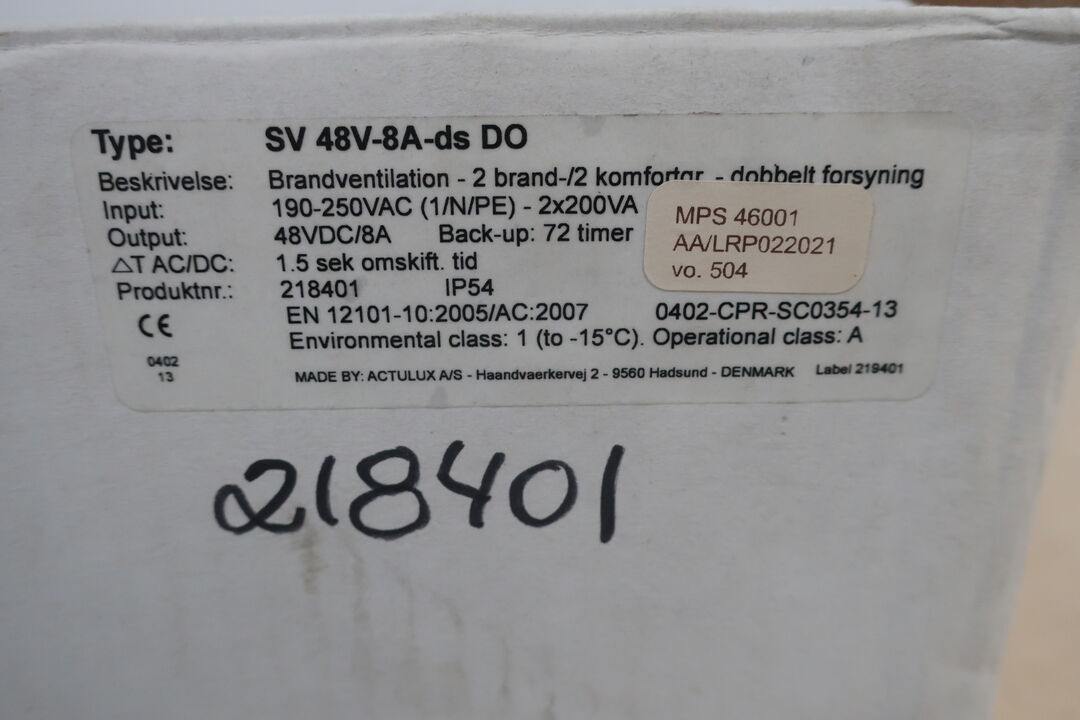 Type: SV 48V-8A-ds DO
Beskrivelse: Brandventilation - 2 brand-/2 komfortgr. - dobbelt forsyning
Input: 190-250VAC (1/N/PE) - 2x200VA
MPS 46001
AA/LRP022021
vo. 504
Output: 48VDC/8A Back-up: 72 timer
△T AC/DC: 1.5 sek omskift. tid
Produktnr.: 218401 IP54
EN 12101-10:2005/AC:2007 0402-CPR-SC0354-13
CE
Environmental class: 1 (to -15°C). Operational class: A
0402
13
MADE BY: ACTULUX A/S - Haandvaerkervej 2 - 9560 Hadsund - DENMARK Label 219401
218401